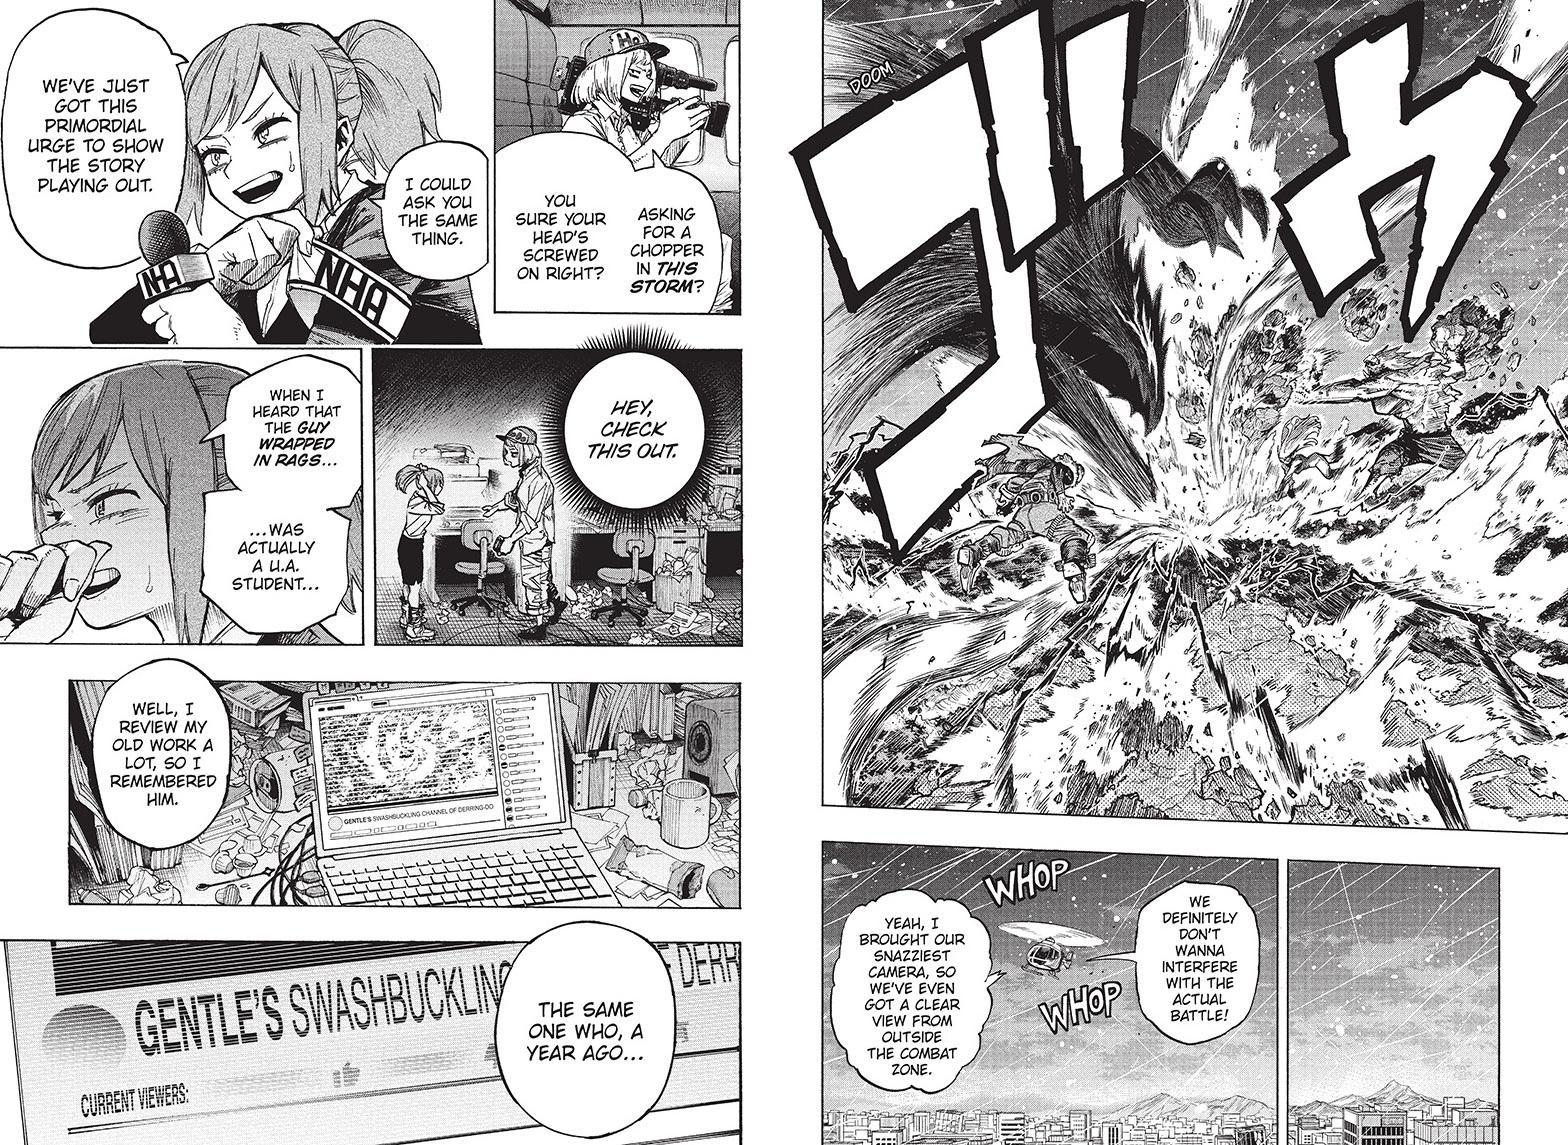 DOOM
WE
DEFINITELY
DON'T
WANNA
INTERFERE
WITH THE
ACTUAL
BATTLE!
WHOP
WHOP
YEAH, I
BROUGHT OUR
SNAZZIEST
CAMERA, SO
WE'VE EVEN
GOT A CLEAR
VIEW FROM
OUTSIDE
THE COMBAT
ZONE.
Ha
ASKING
FOR A
CHOPPER
IN THIS
STORM?
YOU
SURE YOUR
HEAD'S
SCREWED
ON RIGHT?
I COULD
ASK YOU
THE SAME
THING.
WE'VE JUST
GOT THIS
PRIMORDIAL
URGE TO SHOW
THE STORY
PLAYING OUT.
NHA
NHA
HEY,
CHECK
THIS OUT.
WHEN I
HEARD THAT
THE GUY
WRAPPED
IN RAGS...
...WAS
ACTUALLY
A U.A.
STUDENT...
WELL, I
REVIEW MY
OLD WORK A
LOT, SO I
REMEMBERED
HIM.
GENTLE'S SWASHBUCKLING CHANNEL OF DERRING-DO
THE SAME
ONE WHO, A
YEAR AGO...
GENTLE'S SWASHBUCKLING
DERR
CURRENT VIEWERS: